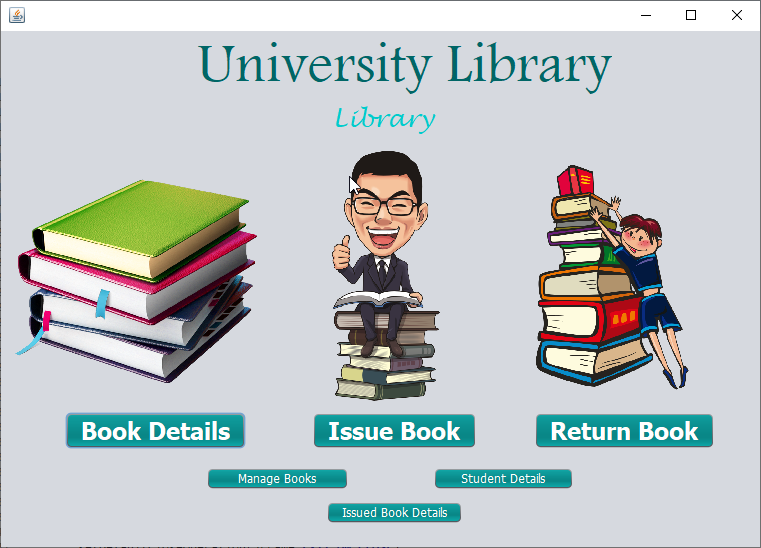 University Library
Library
Book Details
Issue Book
Return Book
Manage Books
Student Details
Issued Book Details